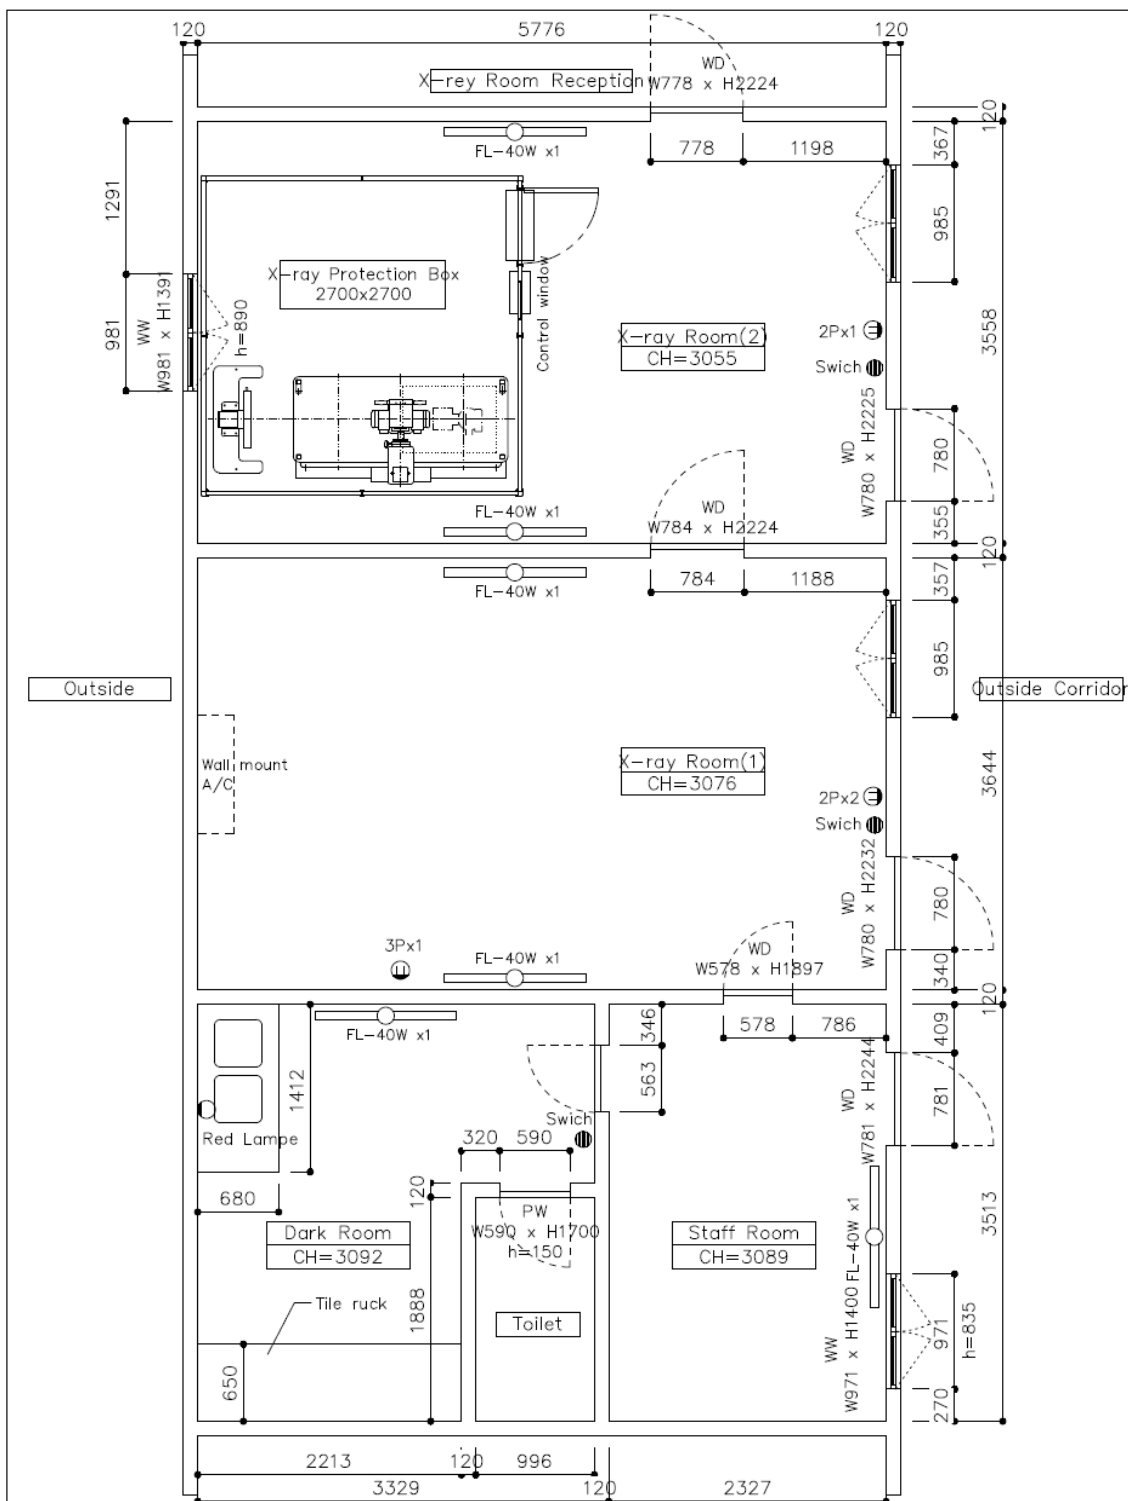 120
5776
120
WD
X-rey Room Reception
W778 x H2224
120
FL-40W x1
778
1198
367
1291
985
X-ray Protection Box
2700x2700
Control window
WW
W981 x H1391
h=890
981
X-ray Room(2)
CH=3055
2Px1
Swich
3558
WD
W780 x H2225
780
FL-40W x1
WD
W784 x H2224
355
120
FL-40W x1
784
1188
357
985
Outside
Outside Corridor
Wall mount
A/C
X-ray Room(1)
CH=3076
2Px2
Swich
3644
WD
W780 x H2232
780
3Px1
FL-40W x1
WD
W578 x H1897
340
120
FL-40W x1
346
578
786
409
1412
563
WD
W781 x H2244
781
Red Lampe
Swich
320
590
680
120
PW
W590 x H1700
h=150
Dark Room
CH=3092
Staff Room
CH=3089
FL-40W x1
3513
Tile ruck
1888
Toilet
WW
W971 x H1400
971
h=835
650
270
2213
120
996
3329
120
2327